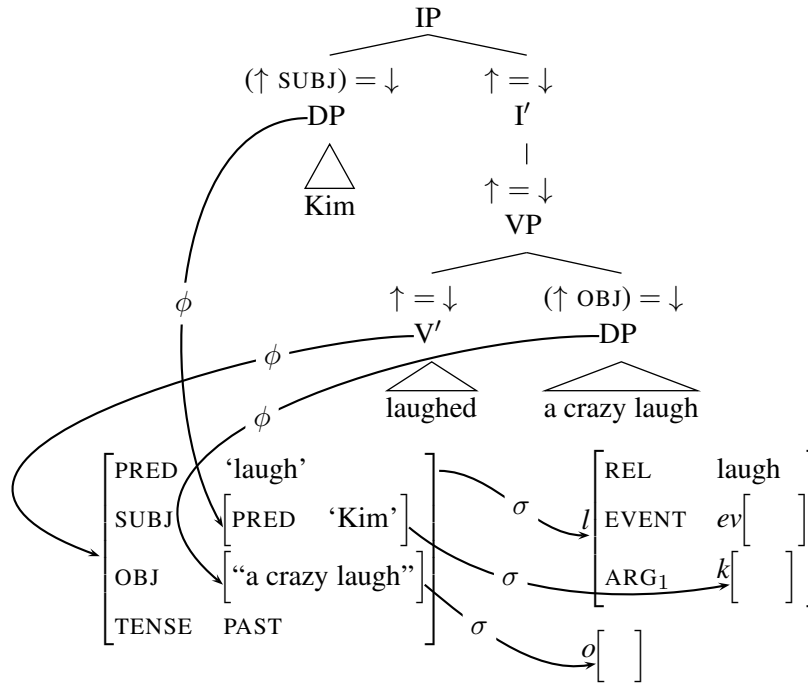 IP
(↑ SUBJ) = ↓ ↑ = ↓
DP I′
↑ = ↓
Kim VP
↑ = ↓ (↑ OBJ) = ↓
V′ DP
ϕ
ϕ
laughed a crazy laugh
ϕ
PRED ‘laugh’ REL laugh
SUBJ [PRED ‘Kim’] σ l EVENT ev[ ]
OBJ [“a crazy laugh”] σ ARG₁ k[ ]
TENSE PAST σ
o[ ]